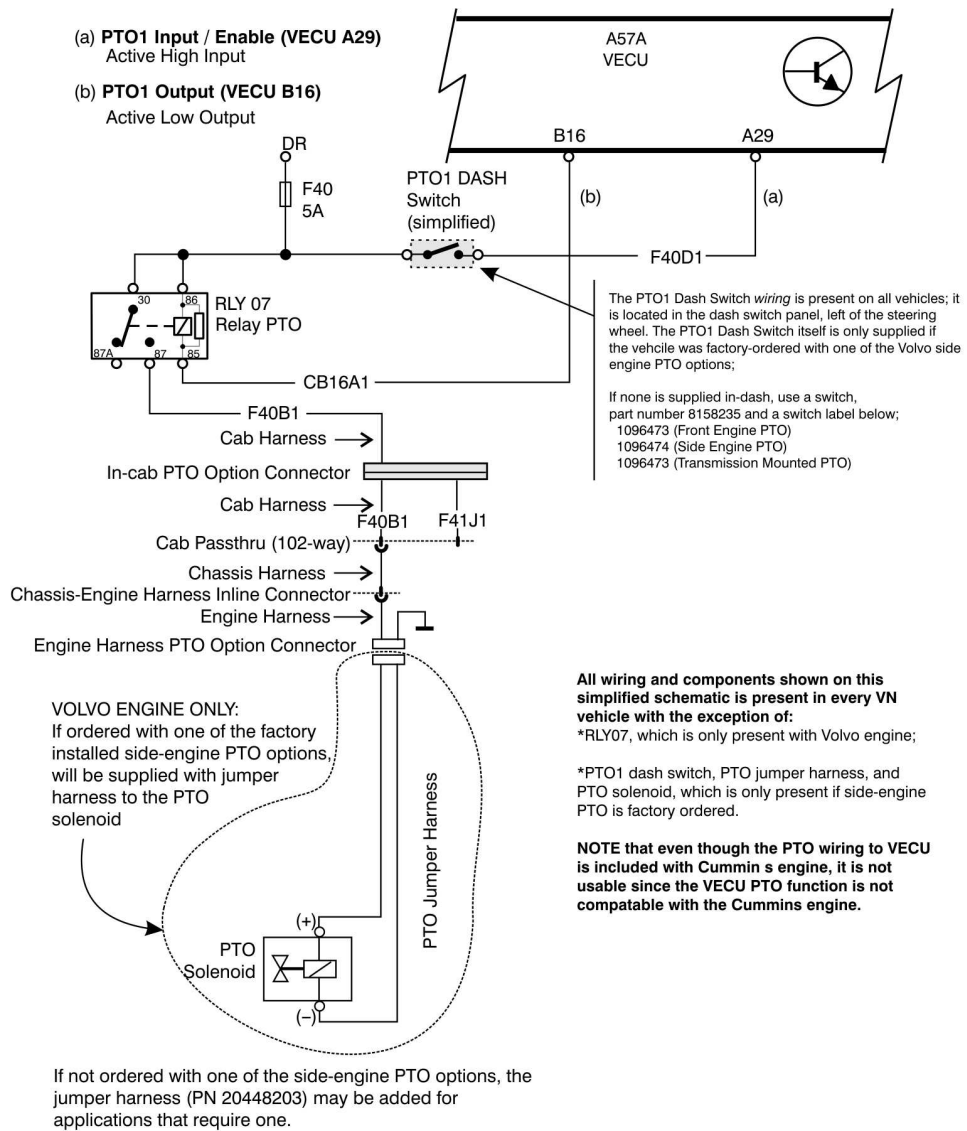 (a) PTO1 Input / Enable (VECU A29)
Active High Input
(b) PTO1 Output (VECU B16)
Active Low Output
A57A
VECU
B16
A29
DR
F40
5A
PTO1 DASH
Switch
(simplified)
(b)
(a)
F40D1
30
86
RLY 07
Relay PTO
87A
87
85
CB16A1
The PTO1 Dash Switch wiring is present on all vehicles; it
is located in the dash switch panel, left of the steering
wheel. The PTO1 Dash Switch itself is only supplied if
the vehcile was factory-ordered with one of the Volvo side
engine PTO options;
If none is supplied in-dash, use a switch,
part number 8158235 and a switch label below;
1096473 (Front Engine PTO)
1096474 (Side Engine PTO)
1096473 (Transmission Mounted PTO)
F40B1
Cab Harness
In-cab PTO Option Connector
Cab Harness
F40B1
F41J1
Cab Passthru (102-way)
Chassis Harness
Chassis-Engine Harness Inline Connector
Engine Harness
Engine Harness PTO Option Connector
VOLVO ENGINE ONLY:
If ordered with one of the factory
installed side-engine PTO options,
will be supplied with jumper
harness to the PTO
solenoid
PTO Jumper Harness
(+)
PTO
Solenoid
(–)
All wiring and components shown on this
simplified schematic is present in every VN
vehicle with the exception of:
*RLY07, which is only present with Volvo engine;
*PTO1 dash switch, PTO jumper harness, and
PTO solenoid, which is only present if side-engine
PTO is factory ordered.
NOTE that even though the PTO wiring to VECU
is included with Cummin s engine, it is not
usable since the VECU PTO function is not
compatable with the Cummins engine.
If not ordered with one of the side-engine PTO options, the
jumper harness (PN 20448203) may be added for
applications that require one.